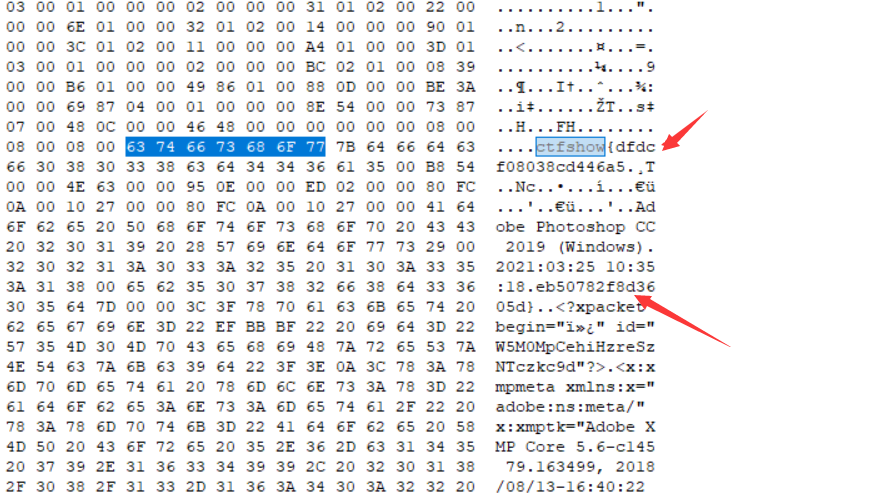 03 00 01 00 00 00 02 00 00 00 31 01 02 00 22 00 ..........1...".
00 00 6E 01 00 00 32 01 02 00 14 00 00 00 90 01 ..n...2.........
00 00 3C 01 02 00 11 00 00 00 A4 01 00 00 3D 01 ..<.......¤...=.
03 00 01 00 00 00 02 00 00 00 BC 02 01 00 08 39 ..........¼....9
00 00 B6 01 00 00 49 86 01 00 88 0D 00 00 BE 3A ..¶...I†..ˆ...¾:
00 00 69 87 04 00 01 00 00 00 8E 54 00 00 73 87 ..i‡......ŽT..s‡
07 00 48 0C 00 00 46 48 00 00 00 00 00 00 08 00 ..H...FH........
08 00 08 00 63 74 66 73 68 6F 77 7B 64 66 64 63 ....ctfshow{dfdc
66 30 38 30 33 38 63 64 34 34 36 61 35 00 B8 54 f08038cd446a5.¸T
00 00 4E 63 00 00 95 0E 00 00 ED 02 00 00 80 FC ..Nc..•...í...€ü
0A 00 10 27 00 00 80 FC 0A 00 10 27 00 00 41 64 ...'..€ü...'..Ad
6F 62 65 20 50 68 6F 74 6F 73 68 6F 70 20 43 43 obe Photoshop CC
20 32 30 31 39 20 28 57 69 6E 64 6F 77 73 29 00 2019 (Windows).
32 30 32 31 3A 30 33 3A 32 35 20 31 30 3A 33 35 2021:03:25 10:35
3A 31 38 00 65 62 35 30 37 38 32 66 38 64 33 36 :18.eb50782f8d36
30 35 64 7D 00 00 3C 3F 78 70 61 63 6B 65 74 20 05d}..<?xpacket
62 65 67 69 6E 3D 22 EF BB BF 22 20 69 64 3D 22 begin="ï»¿" id="
57 35 4D 30 4D 70 43 65 68 69 48 7A 72 65 53 7A W5M0MpCehiHzreSz
4E 54 63 7A 6B 63 39 64 22 3F 3E 0A 3C 78 3A 78 NTczkc9d"?>.<x:x
6D 70 6D 65 74 61 20 78 6D 6C 6E 73 3A 78 3D 22 mpmeta xmlns:x="
61 64 6F 62 65 3A 6E 73 3A 6D 65 74 61 2F 22 20 adobe:ns:meta/"
78 3A 78 6D 70 74 6B 3D 22 41 64 6F 62 65 20 58 x:xmptk="Adobe X
4D 50 20 43 6F 72 65 20 35 2E 36 2D 63 31 34 35 MP Core 5.6-c145
20 37 39 2E 31 36 33 34 39 39 2C 20 32 30 31 38 79.163499, 2018
2F 30 38 2F 31 33 2D 31 36 3A 34 30 3A 32 32 20 /08/13-16:40:22